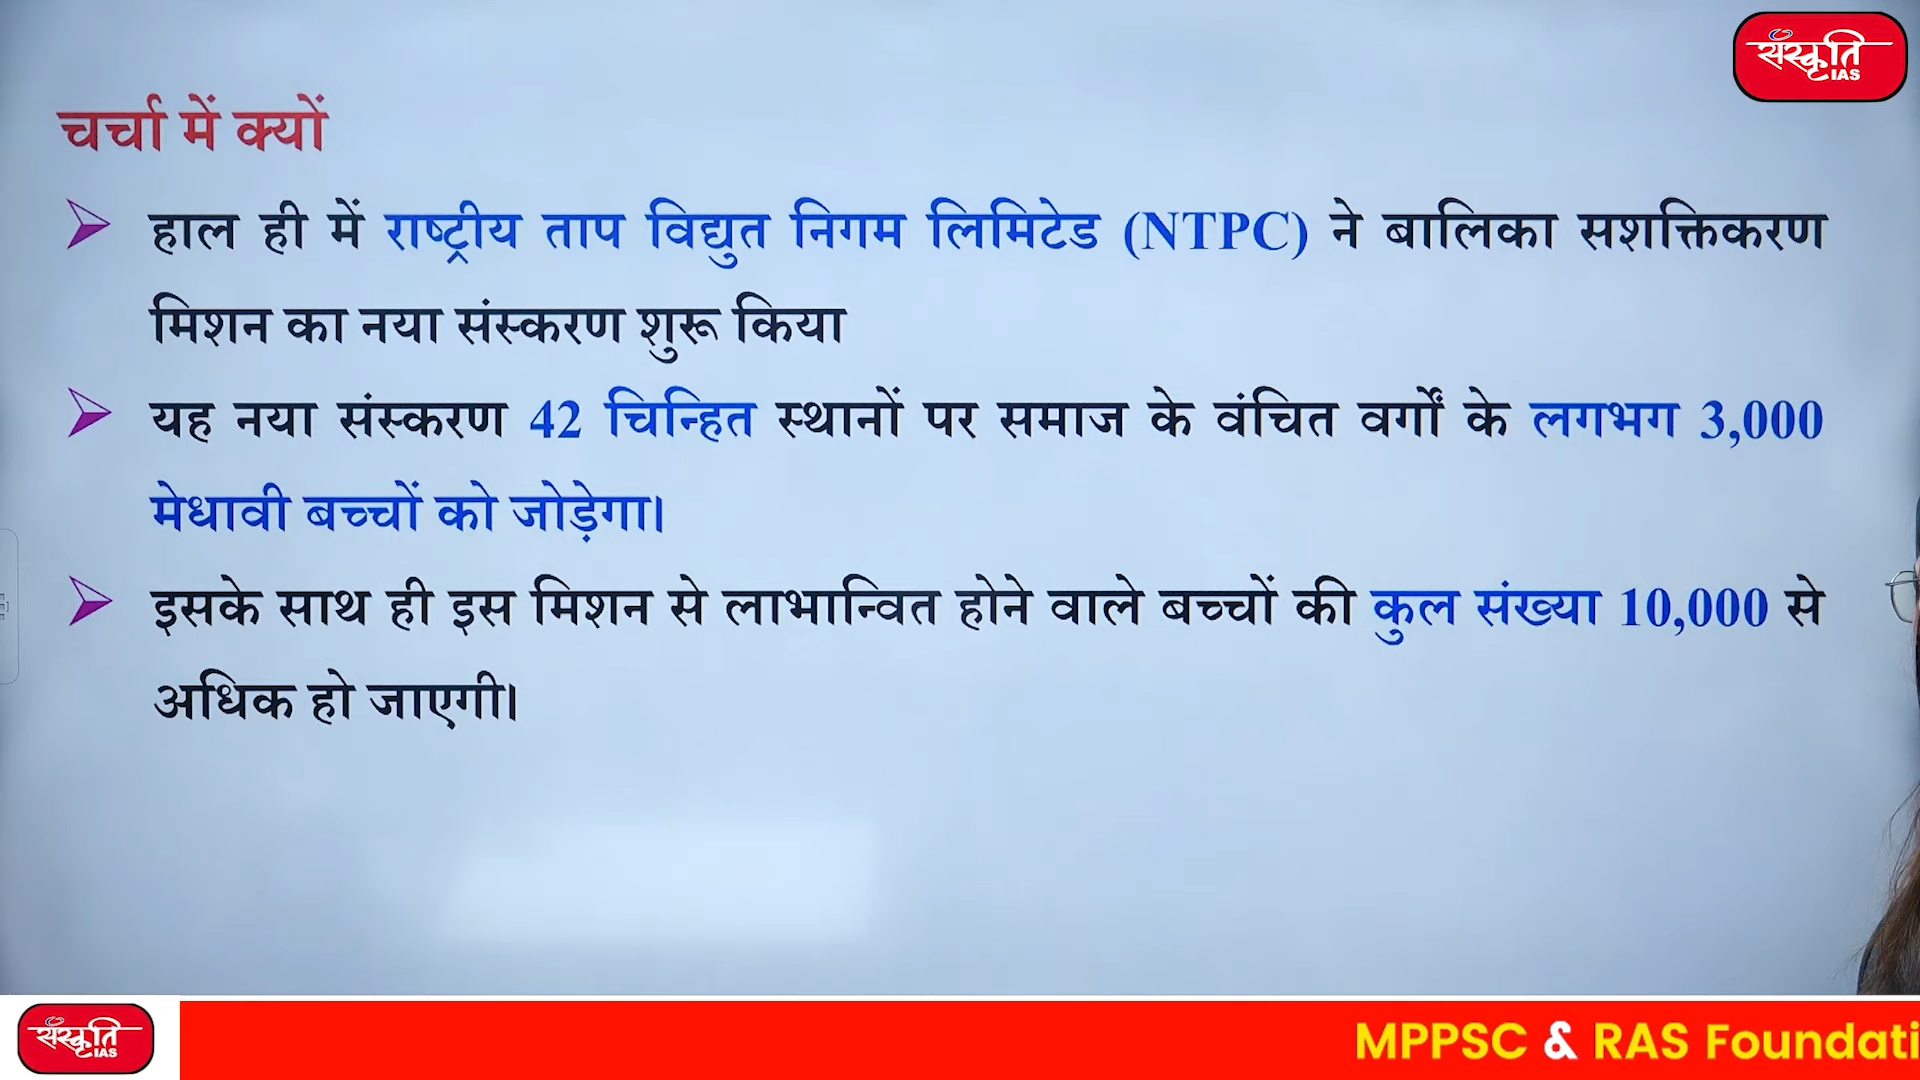 संस्कृति
IAS
चर्चा में क्यों
हाल ही में राष्ट्रीय ताप विद्युत निगम लिमिटेड (NTPC) ने बालिका सशक्तिकरण
मिशन का नया संस्करण शुरू किया
यह नया संस्करण 42 चिन्हित स्थानों पर समाज के वंचित वर्गों के लगभग 3,000
मेधावी बच्चों को जोड़ेगा।
इसके साथ ही इस मिशन से लाभान्वित होने वाले बच्चों की कुल संख्या 10,000 से
अधिक हो जाएगी।
संस्कृति
IAS
MPPSC & RAS Foundati